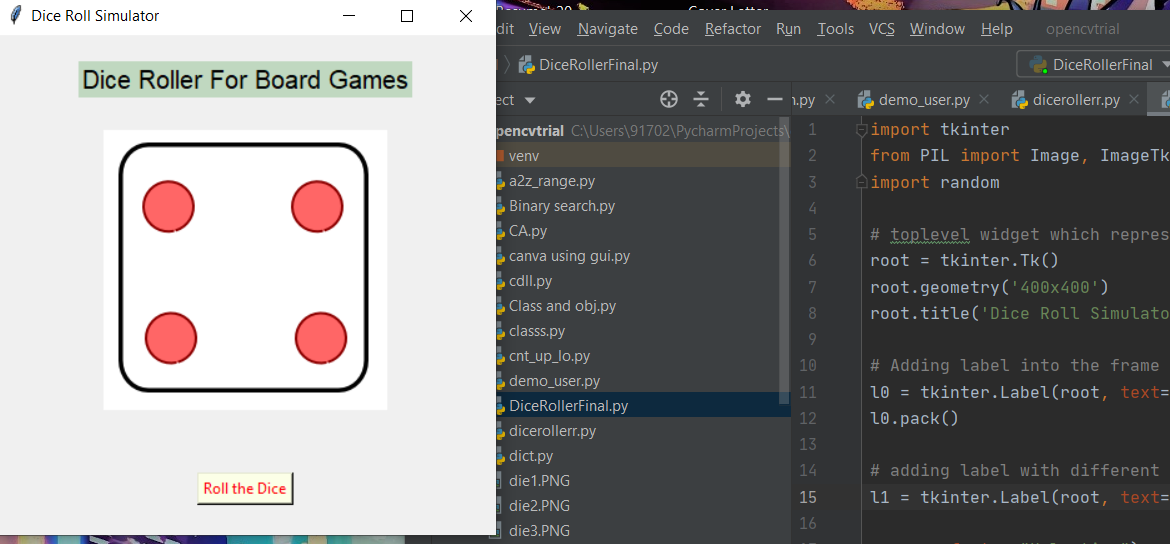 Dice Roll Simulator
Dice Roller For Board Games
Roll the Dice
Cover Letter
dit View Navigate Code Refactor Run Tools VCS Window Help opencvtrial
DiceRollerFinal.py
DiceRollerFinal
ect
n.py
demo_user.py
dicerollerr.py
pencvtrial C:\Users\91702\PycharmProjects\
venv
a2z_range.py
Binary search.py
CA.py
canva using gui.py
cdll.py
Class and obj.py
classs.py
cnt_up_lo.py
demo_user.py
DiceRollerFinal.py
dicerollerr.py
dict.py
die1.PNG
die2.PNG
die3.PNG
1 import tkinter
2 from PIL import Image, ImageTk
3 import random
4
5 # toplevel widget which repres
6 root = tkinter.Tk()
7 root.geometry('400x400')
8 root.title('Dice Roll Simulato
9
10 # Adding label into the frame
11 l0 = tkinter.Label(root, text=
12 l0.pack()
13
14 # adding label with different
15 l1 = tkinter.Label(root, text=
16